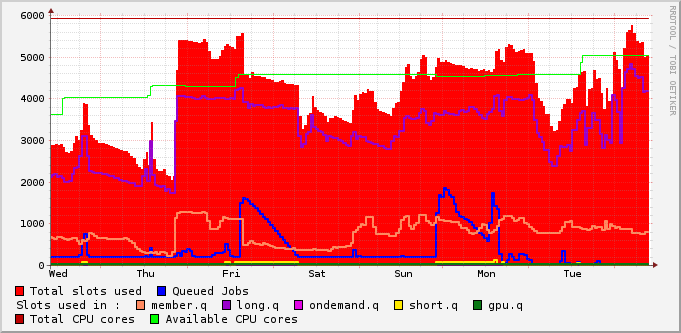 6000
5000
4000
3000
2000
1000
0
Wed Thu Fri Sat Sun Mon Tue
Total slots used Queued Jobs
Slots used in : member.q long.q ondemand.q short.q gpu.q
Total CPU cores Available CPU cores
RRDTOOL / TOBI OETIKER